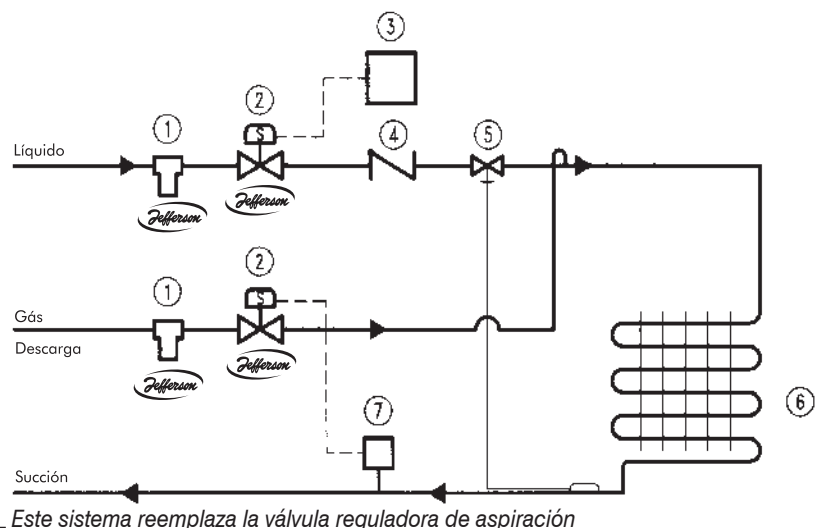 3
2
S
1
4
5
Líquido
Jefferson
Jefferson
2
1
S
Gás
Descarga
Jefferson
Jefferson
7
6
Succión
Este sistema reemplaza la válvula reguladora de aspiración